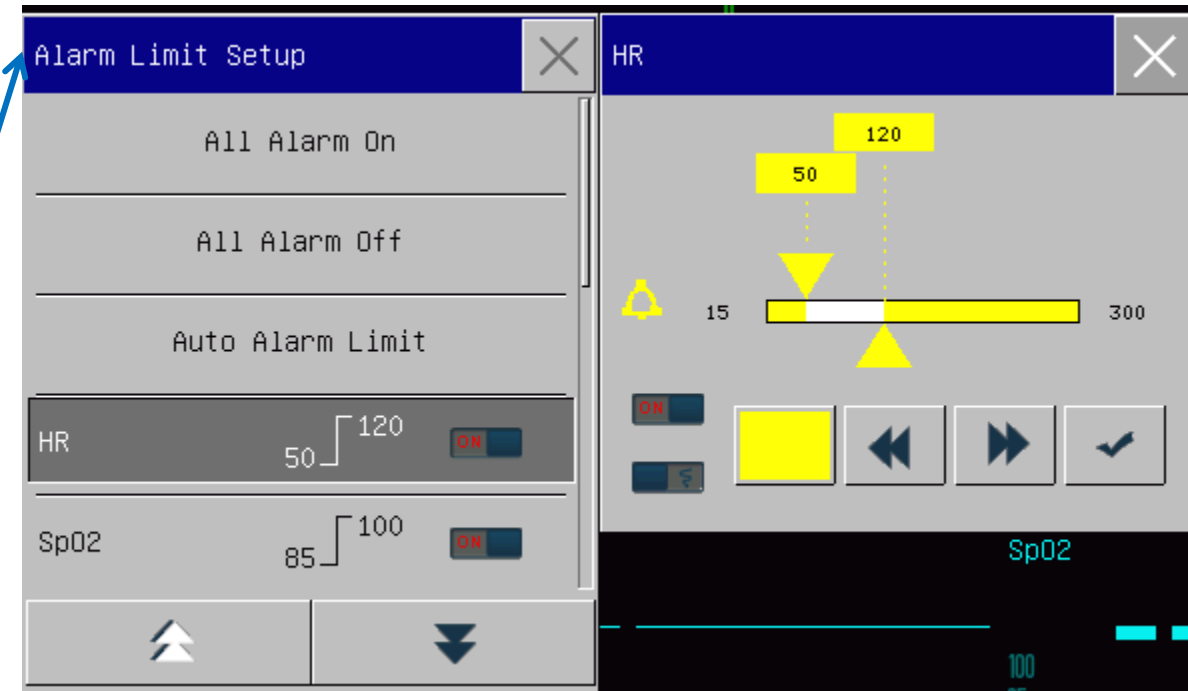 Alarm Limit Setup
All Alarm On
All Alarm Off
Auto Alarm Limit
HR 50 120 ON
SpO2 85 100 ON
HR
120
50
15 300
ON
SpO2
100